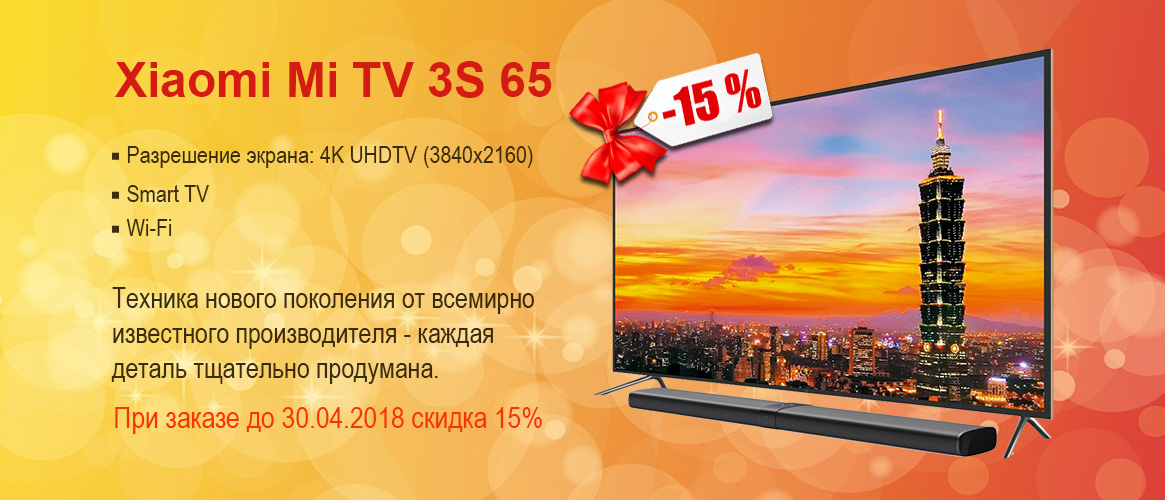 Xiaomi Mi TV 3S 65
-15 %
▪ Разрешение экрана: 4K UHDTV (3840x2160)
▪ Smart TV
▪ Wi-Fi
Техника нового поколения от всемирно
известного производителя - каждая
деталь тщательно продумана.
При заказе до 30.04.2018 скидка 15%